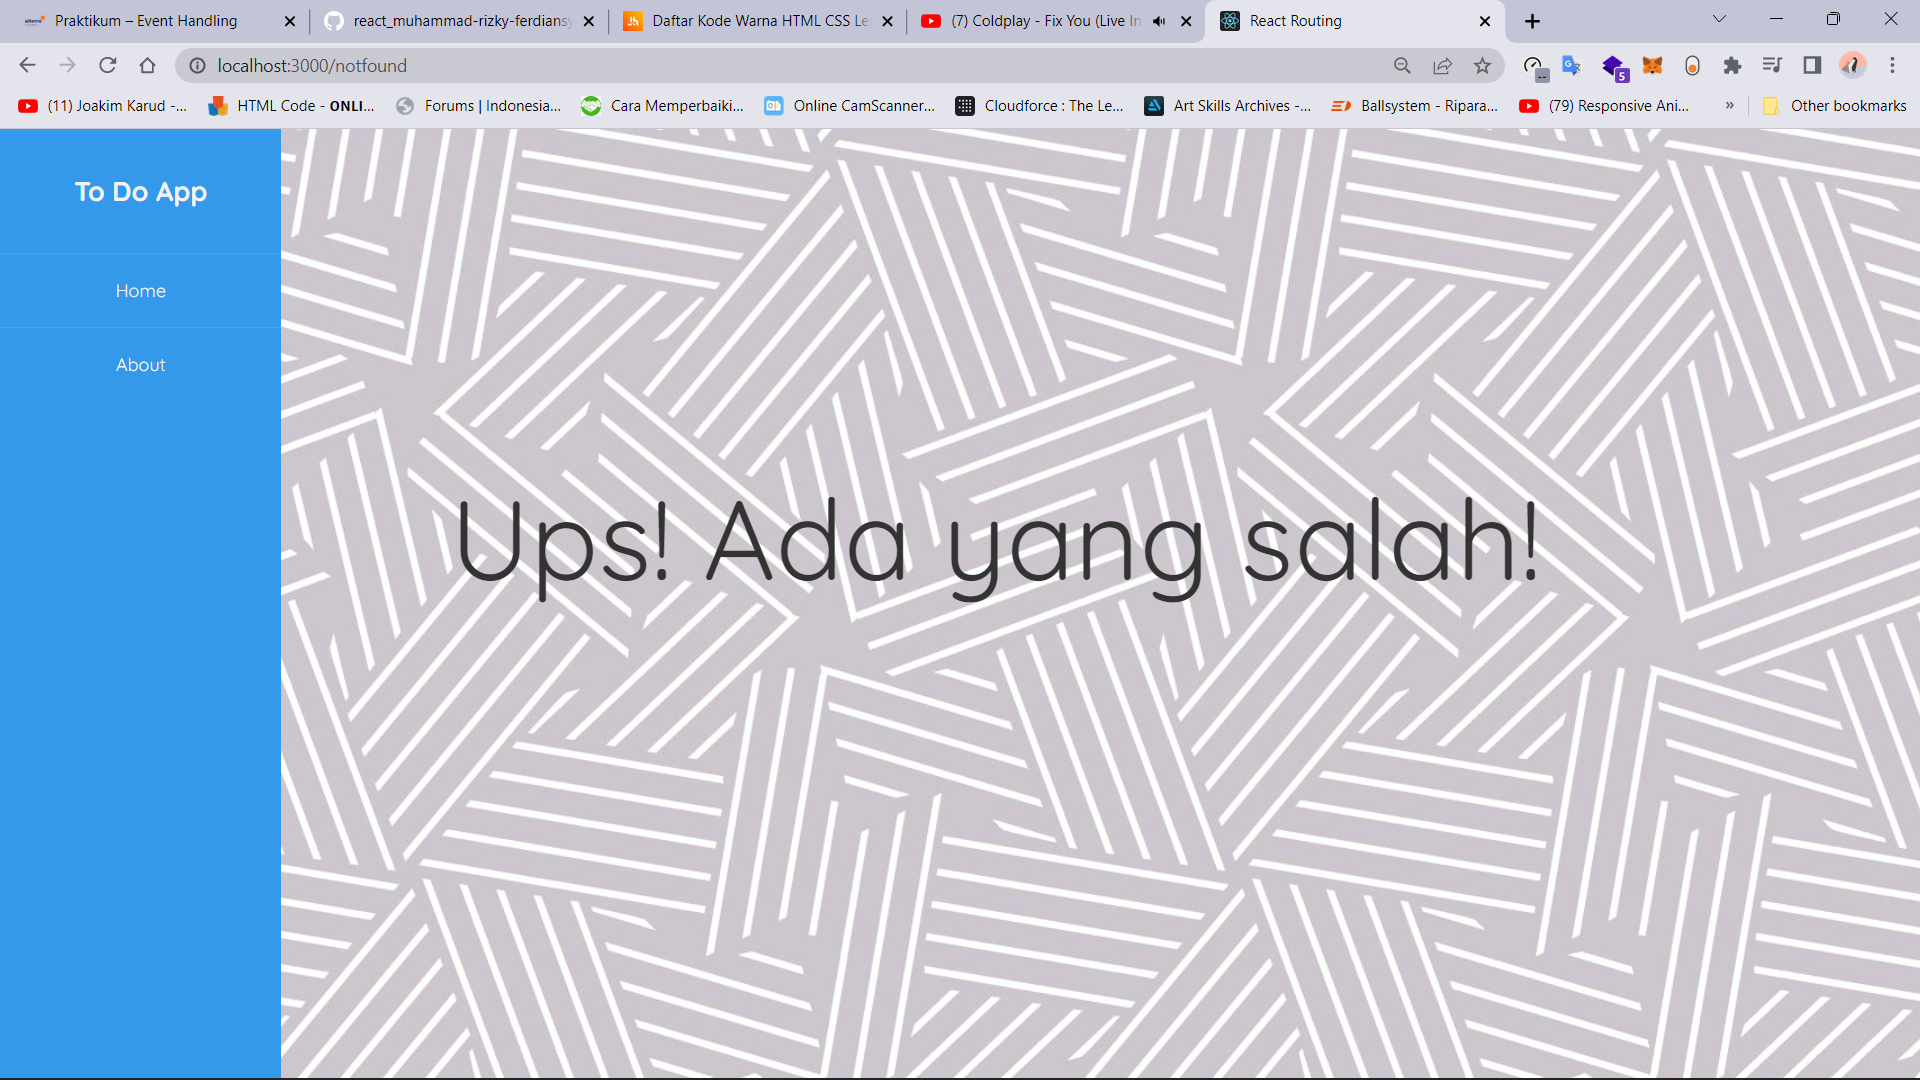 Praktikum – Event Handling
react_muhammad-rizky-ferdians
Daftar Kode Warna HTML CSS Le
(7) Coldplay - Fix You (Live In
React Routing
localhost:3000/notfound
5
(11) Joakim Karud -...
HTML Code - ONLI...
Forums | Indonesia...
Cara Memperbaiki...
Online CamScanner...
Cloudforce : The Le...
Art Skills Archives -...
Ballsystem - Ripara...
(79) Responsive Ani...
»
Other bookmarks
To Do App
Home
About
Ups! Ada yang salah!